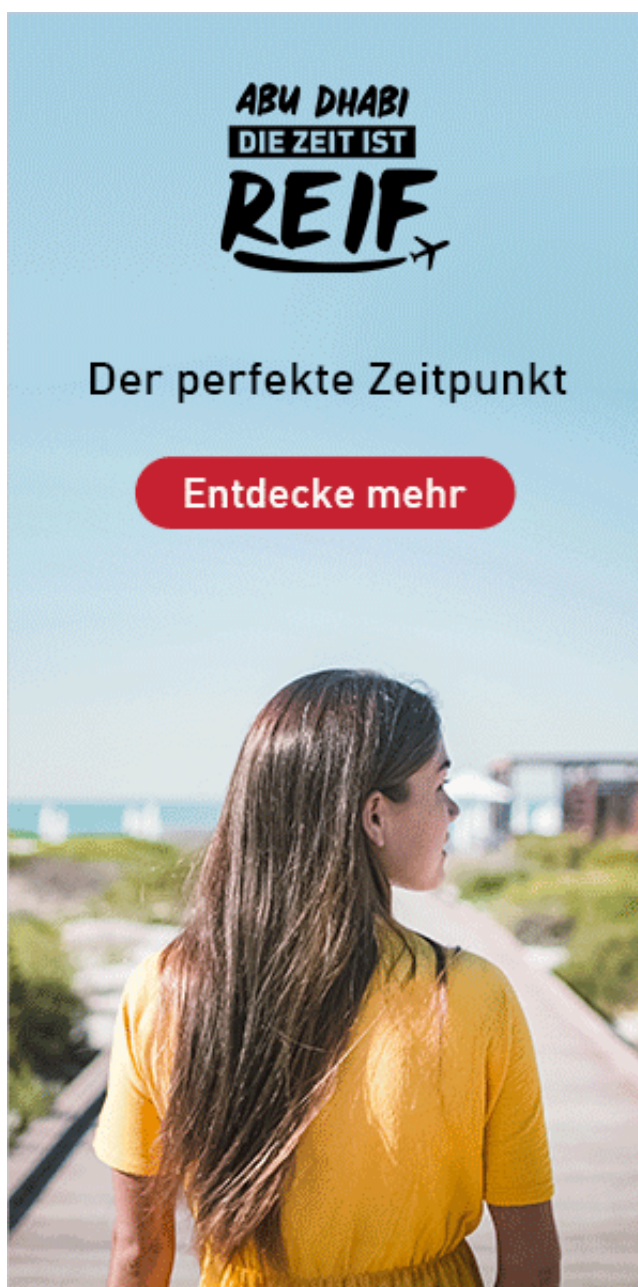 ABU DHABI
DIE ZEIT IST
REIF
Der perfekte Zeitpunkt
Entdecke mehr